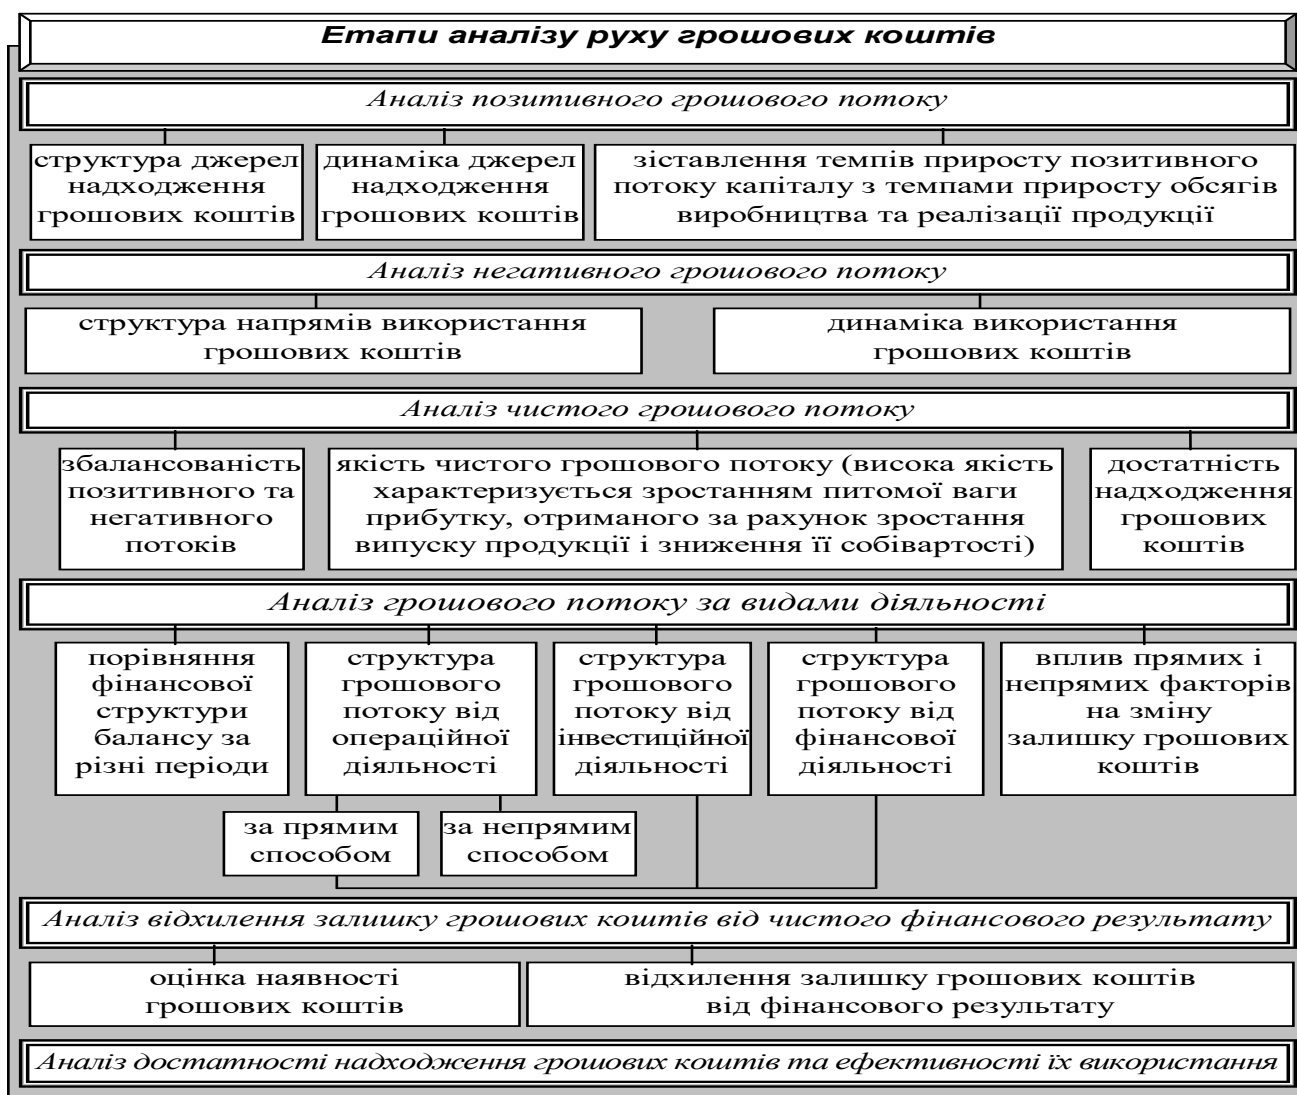 Етапи аналізу руху грошових коштів
Аналіз позитивного грошового потоку
структура джерел
надходження
грошових коштів
динаміка джерел
надходження
грошових коштів
зіставлення темпів приросту позитивного
потоку капіталу з темпами приросту обсягів
виробництва та реалізації продукції
Аналіз негативного грошового потоку
структура напрямів використання
грошових коштів
динаміка використання
грошових коштів
Аналіз чистого грошового потоку
збалансованість
позитивного та
негативного
потоків
якість чистого грошового потоку (висока якість
характеризується зростанням питомої ваги
прибутку, отриманого за рахунок зростання
випуску продукції і зниження її собівартості)
достатність
надходження
грошових
коштів
Аналіз грошового потоку за видами діяльності
порівняння
фінансової
структури
балансу за
різні періоди
структура
грошового
потоку від
операційної
діяльності
структура
грошового
потоку від
інвестиційної
діяльності
структура
грошового
потоку від
фінансової
діяльності
вплив прямих і
непрямих факторів
на зміну
залишку грошових
коштів
за прямим
способом
за непрямим
способом
Аналіз відхилення залишку грошових коштів від чистого фінансового результату
оцінка наявності
грошових коштів
відхилення залишку грошових коштів
від фінансового результату
Аналіз достатності надходження грошових коштів та ефективності їх використання